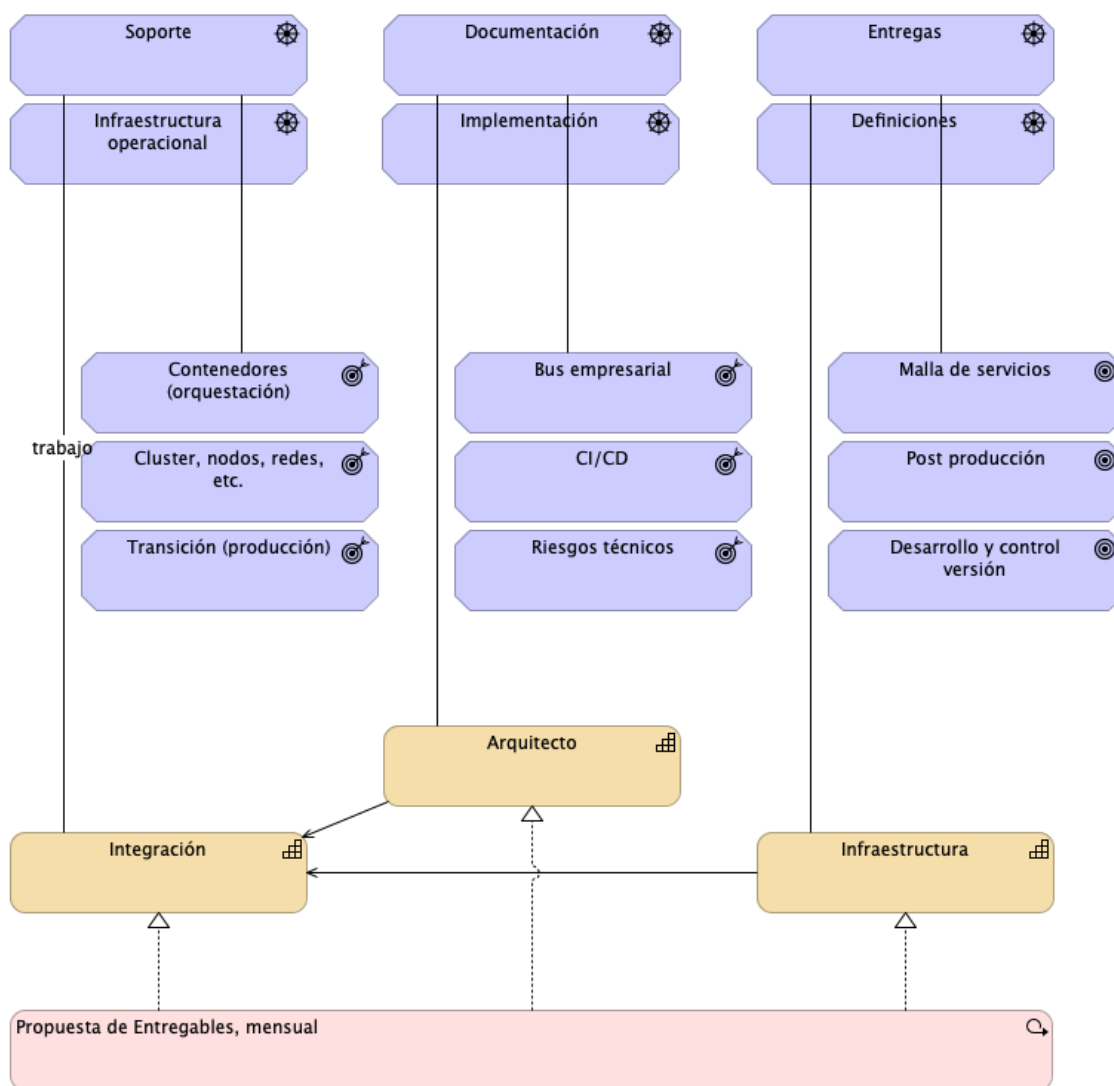 Soporte
Documentación
Entregas
Infraestructura
operacional
Implementación
Definiciones
Contenedores
(orquestación)
Bus empresarial
Malla de servicios
trabajo
Cluster, nodos, redes,
etc.
CI/CD
Post producción
Transición (producción)
Riesgos técnicos
Desarrollo y control
versión
Arquitecto
Integración
Infraestructura
Propuesta de Entregables, mensual